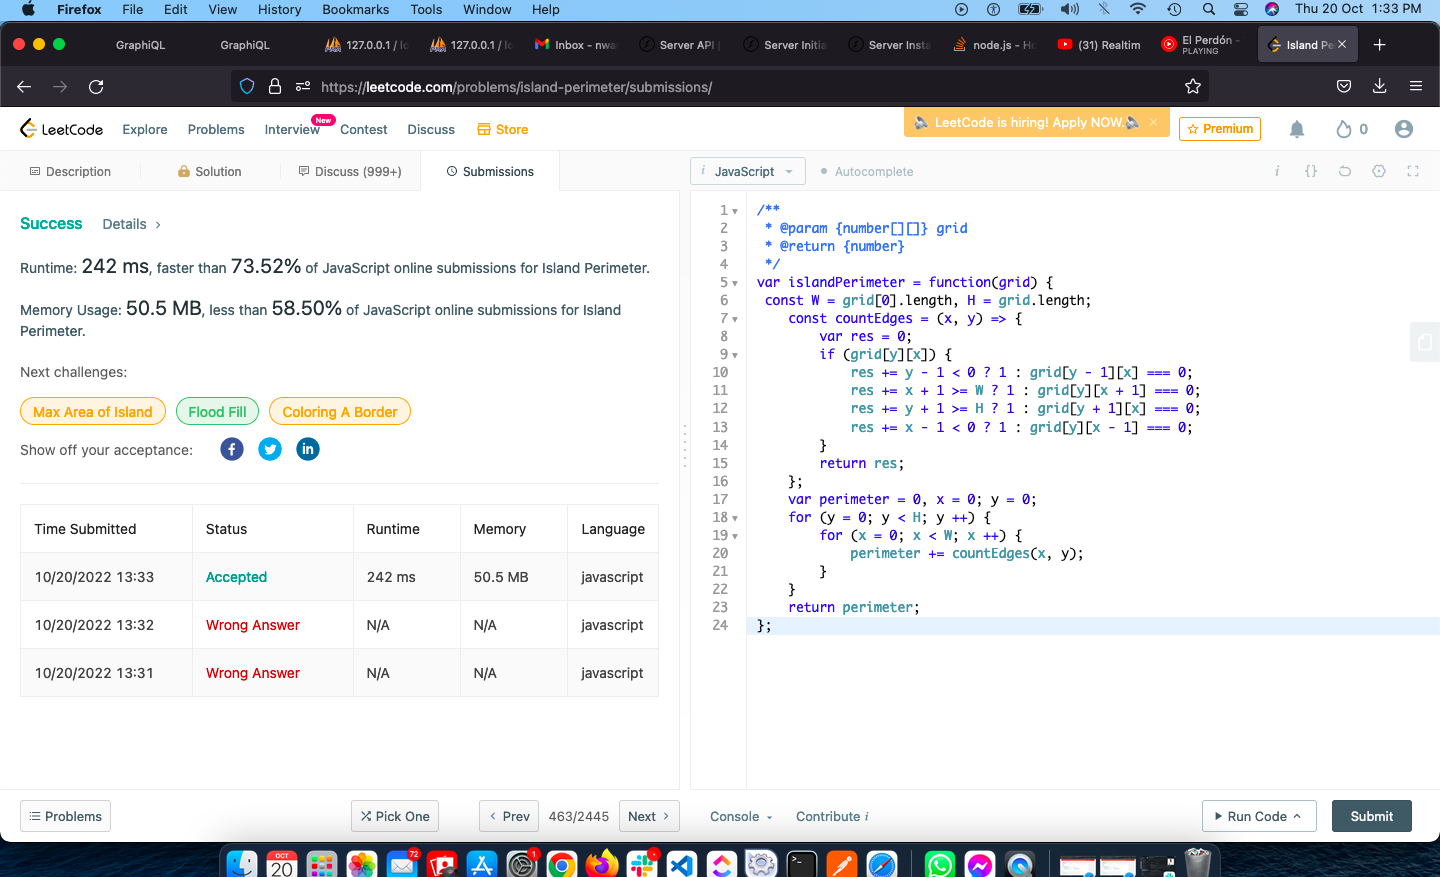 Firefox File Edit View History Bookmarks Tools Window Help Thu 20 Oct 1:33 PM
GraphiQL GraphiQL 127.0.0.1 / lo 127.0.0.1 / lo Inbox - nwa Server API Server Initia Server Insta node.js - Ho (31) Realtim El Perdón - PLAYING Island Pe
https://leetcode.com/problems/island-perimeter/submissions/
LeetCode Explore Problems Interview New Contest Discuss Store LeetCode is hiring! Apply NOW. Premium 0
Description Solution Discuss (999+) Submissions
i JavaScript Autocomplete i {}
Success Details >
Runtime: 242 ms, faster than 73.52% of JavaScript online submissions for Island Perimeter.
Memory Usage: 50.5 MB, less than 58.50% of JavaScript online submissions for Island
Perimeter.
Next challenges:
Max Area of Island Flood Fill Coloring A Border
Show off your acceptance: f in
Time Submitted Status Runtime Memory Language
10/20/2022 13:33 Accepted 242 ms 50.5 MB javascript
10/20/2022 13:32 Wrong Answer N/A N/A javascript
10/20/2022 13:31 Wrong Answer N/A N/A javascript
1 /**
2 * @param {number[][]} grid
3 * @return {number}
4 */
5 var islandPerimeter = function(grid) {
6 const W = grid[0].length, H = grid.length;
7 const countEdges = (x, y) => {
8 var res = 0;
9 if (grid[y][x]) {
10 res += y - 1 < 0 ? 1 : grid[y - 1][x] === 0;
11 res += x + 1 >= W ? 1 : grid[y][x + 1] === 0;
12 res += y + 1 >= H ? 1 : grid[y + 1][x] === 0;
13 res += x - 1 < 0 ? 1 : grid[y][x - 1] === 0;
14 }
15 return res;
16 };
17 var perimeter = 0, x = 0; y = 0;
18 for (y = 0; y < H; y ++) {
19 for (x = 0; x < W; x ++) {
20 perimeter += countEdges(x, y);
21 }
22 }
23 return perimeter;
24 };
Problems Pick One < Prev 463/2445 Next > Console Contribute i Run Code Submit
OCT 20 72 1